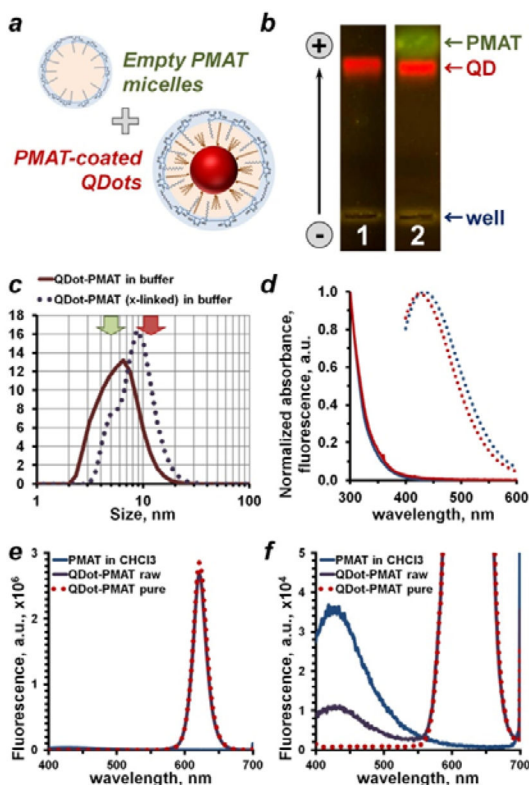 a
Empty PMAT
micelles
PMAT-coated
QDots
b
+
PMAT
QD
well
-
1
2
c
QDot-PMAT in buffer
QDot-PMAT (x-linked) in buffer
18
16
14
12
10
8
6
4
2
0
1
10
100
Size, nm
d
Normalized absorbance,
fluorescence, a.u.
1.0
0.8
0.6
0.4
0.2
0.0
300
400
500
600
wavelength, nm
e
PMAT in CHCl3
QDot-PMAT raw
QDot-PMAT pure
Fluorescence, a.u., x10⁶
3
2
1
0
400
500
600
700
wavelength, nm
f
PMAT in CHCl3
QDot-PMAT raw
QDot-PMAT pure
Fluorescence, a.u., x10⁴
5
4
3
2
1
0
400
500
600
700
wavelength, nm